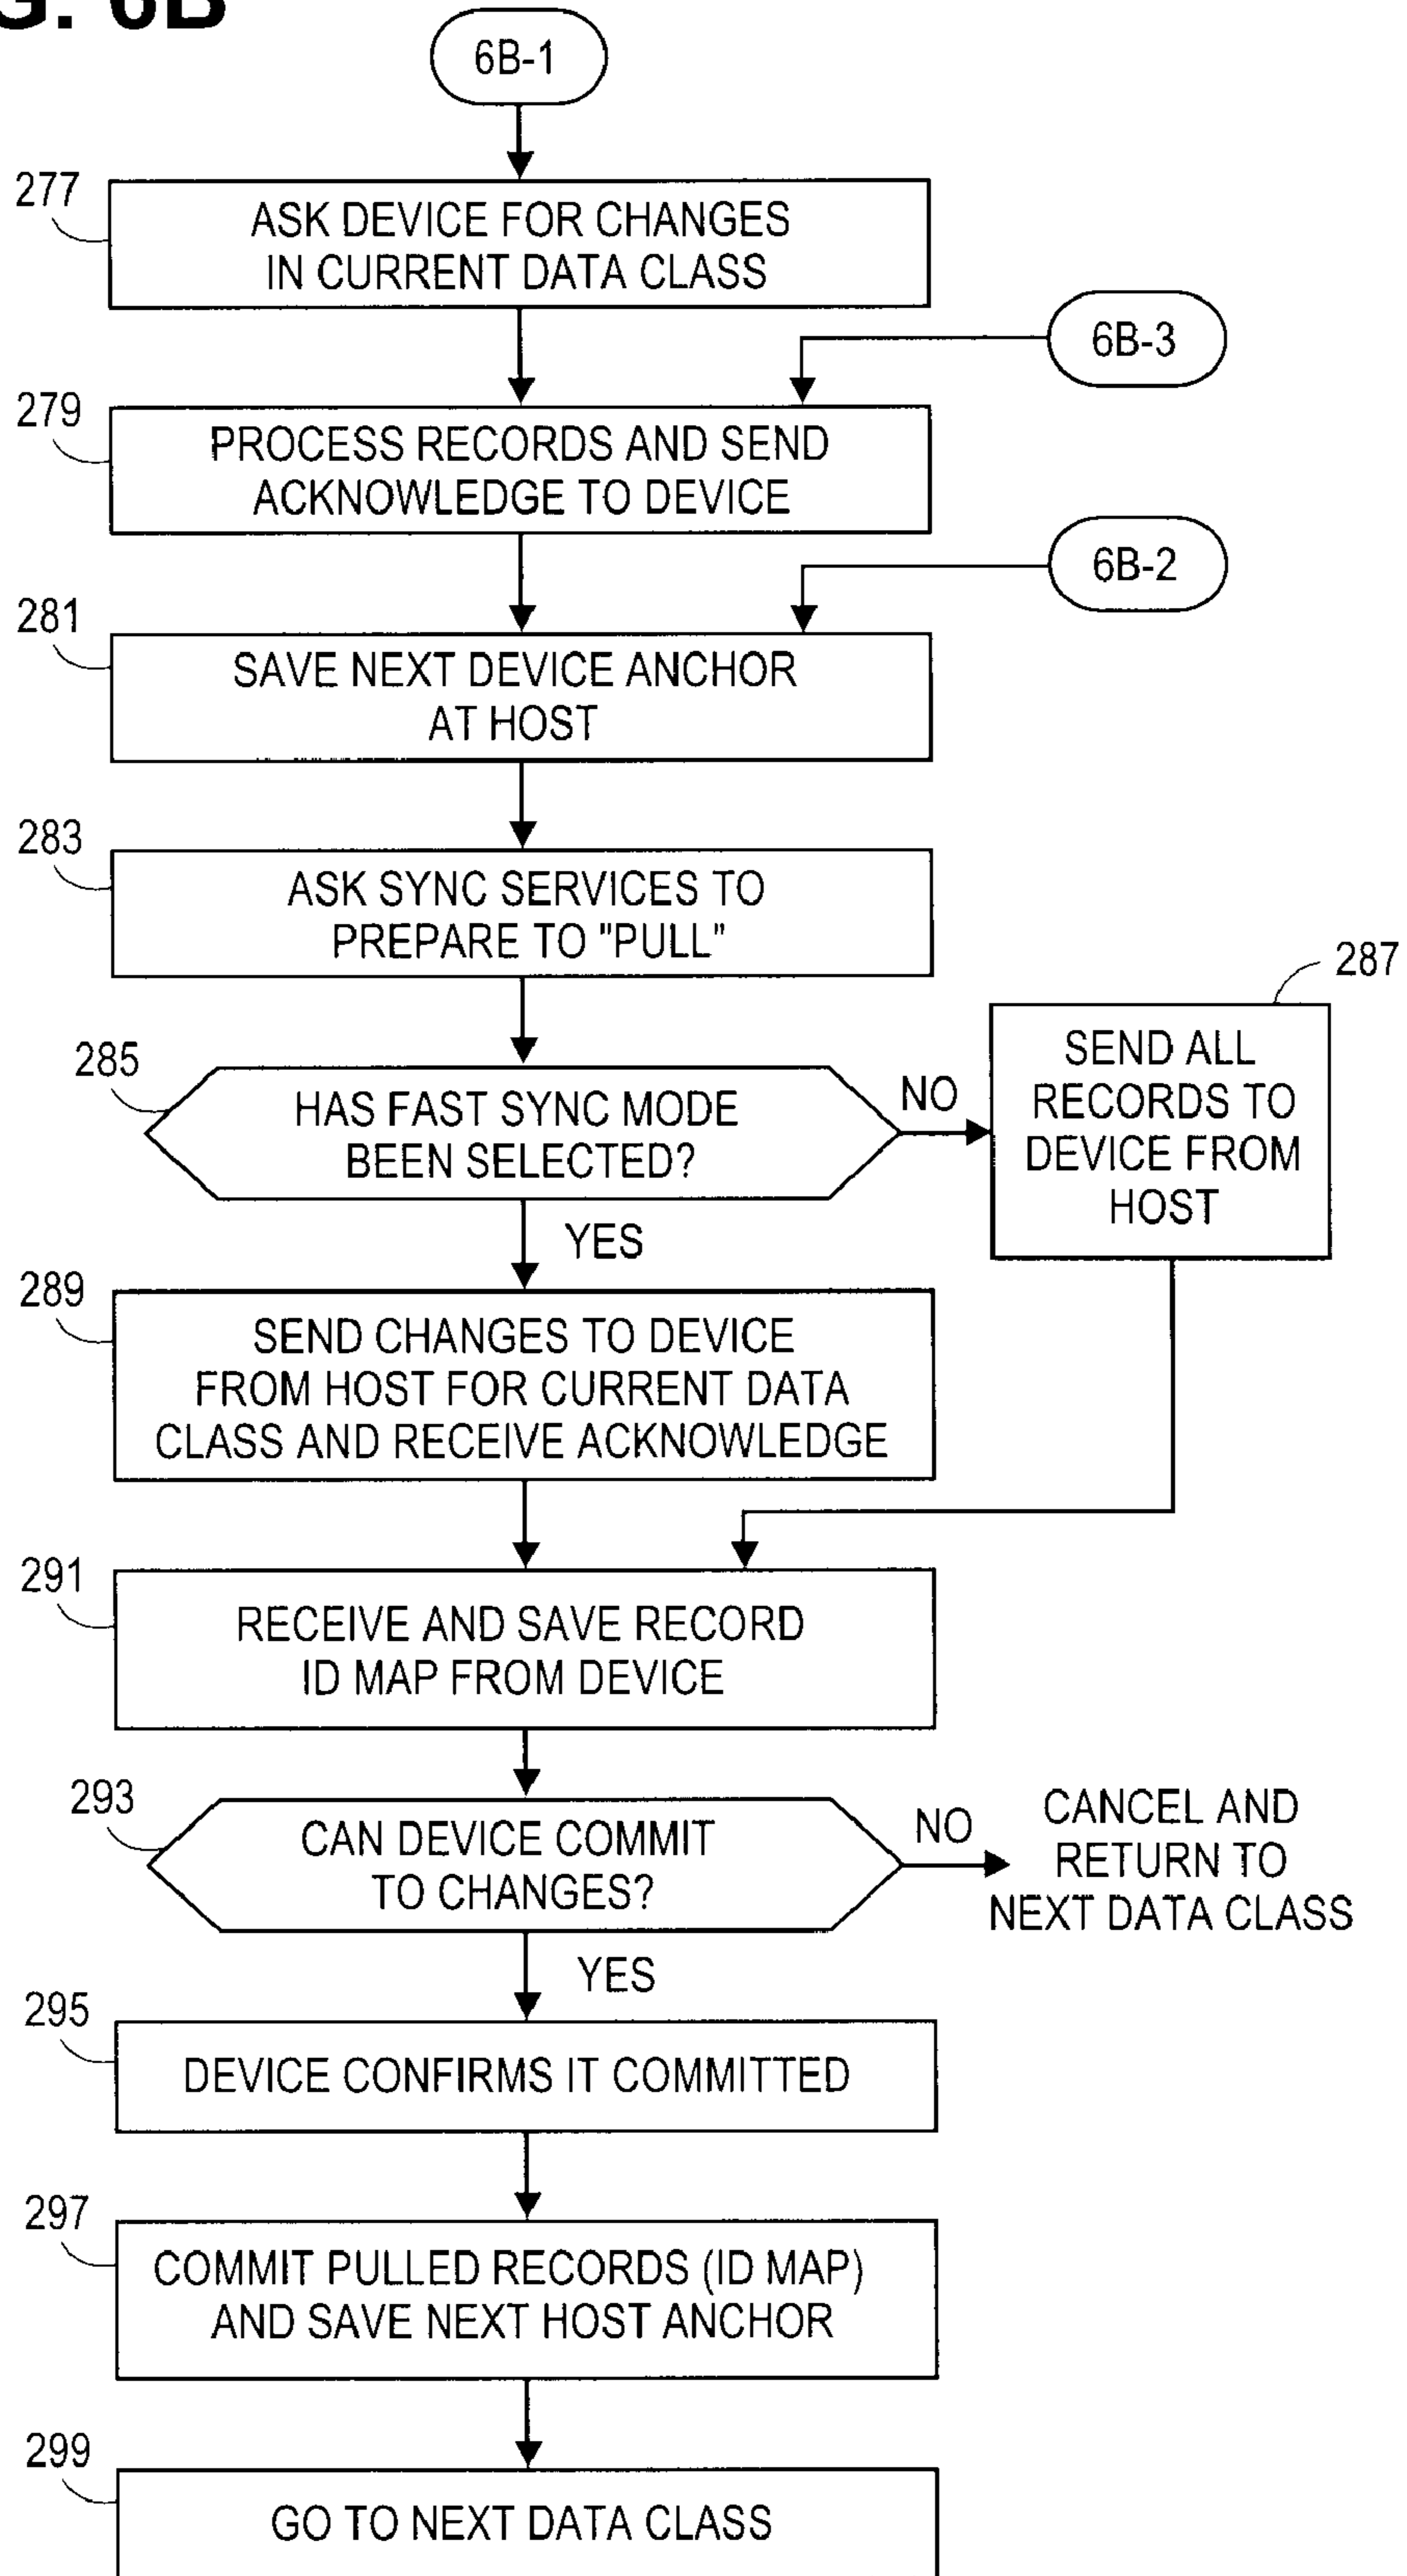 G. 6B
6B-1
277
ASK DEVICE FOR CHANGES
IN CURRENT DATA CLASS
6B-3
279
PROCESS RECORDS AND SEND
ACKNOWLEDGE TO DEVICE
6B-2
281
SAVE NEXT DEVICE ANCHOR
AT HOST
283
ASK SYNC SERVICES TO
PREPARE TO "PULL"
287
SEND ALL
RECORDS TO
DEVICE FROM
HOST
285
HAS FAST SYNC MODE
BEEN SELECTED?
NO
YES
289
SEND CHANGES TO DEVICE
FROM HOST FOR CURRENT DATA
CLASS AND RECEIVE ACKNOWLEDGE
291
RECEIVE AND SAVE RECORD
ID MAP FROM DEVICE
293
CAN DEVICE COMMIT
TO CHANGES?
NO
CANCEL AND
RETURN TO
NEXT DATA CLASS
YES
295
DEVICE CONFIRMS IT COMMITTED
297
COMMIT PULLED RECORDS (ID MAP)
AND SAVE NEXT HOST ANCHOR
299
GO TO NEXT DATA CLASS